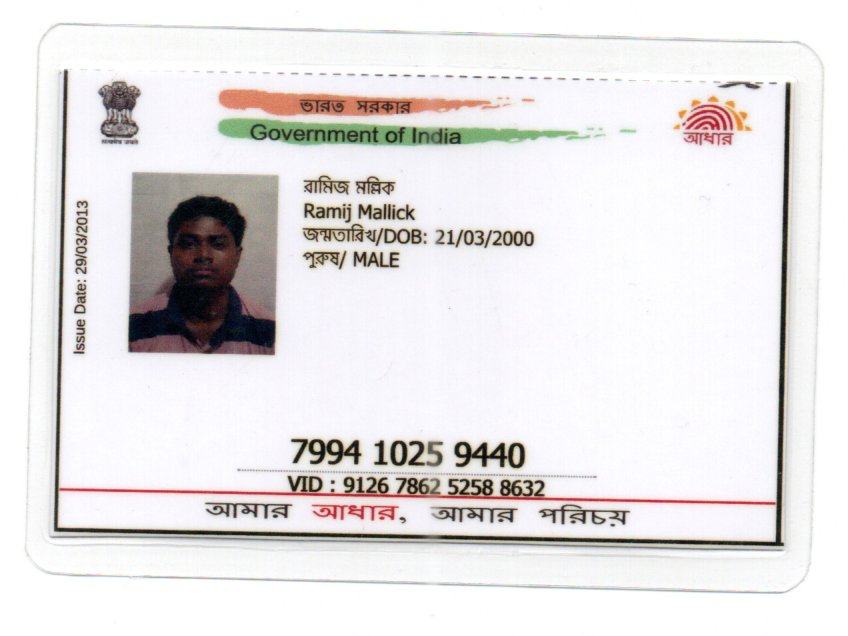 ভারত সরকার
Government of India
আধার
Issue Date: 29/03/2013
রামিজ মল্লিক
Ramij Mallick
জন্মতারিখ/DOB: 21/03/2000
পুরুষ/ MALE
7994 1025 9440
VID : 9126 7862 5258 8632
আমার আধার, আমার পরিচয়